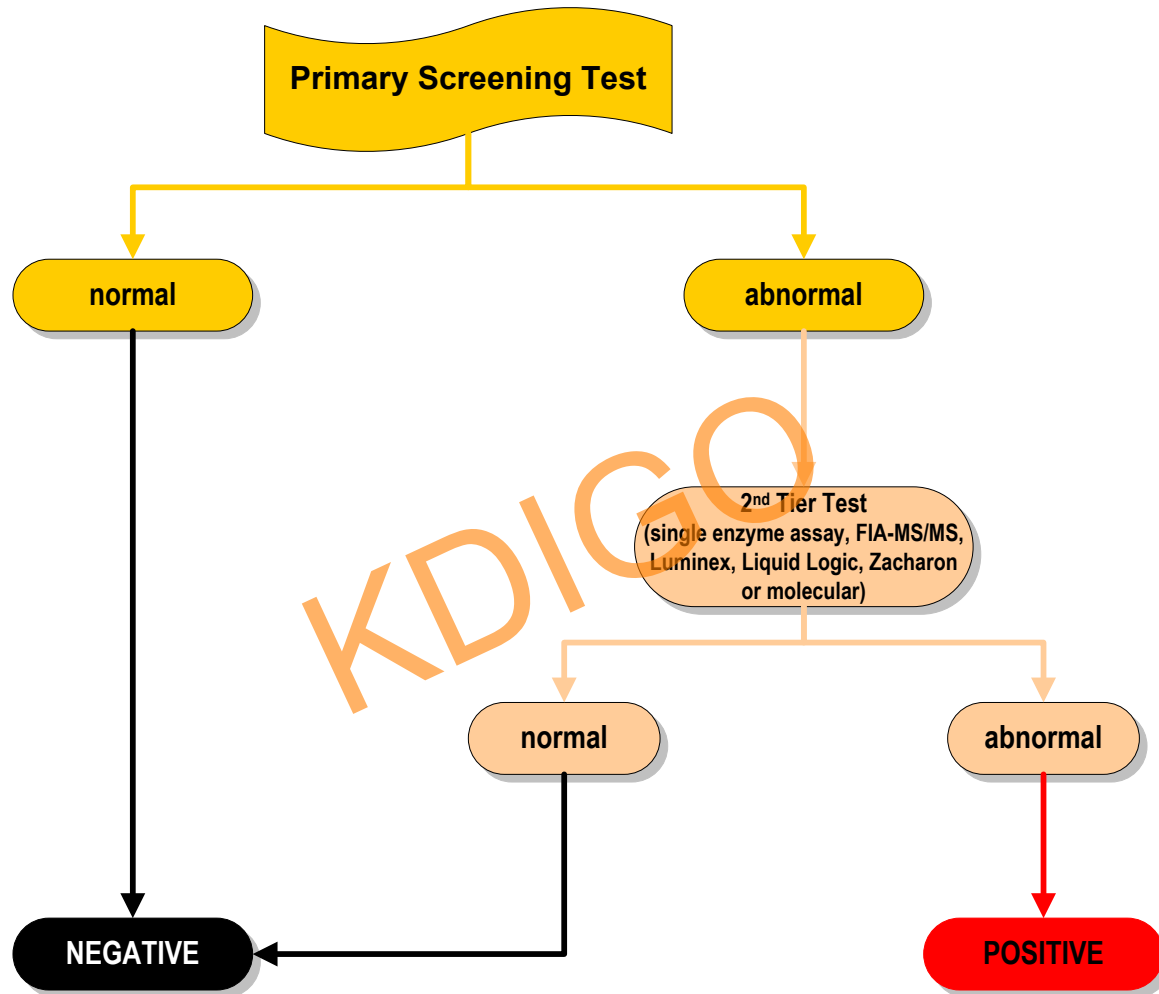 Primary Screening Test
normal
abnormal
2nd Tier Test
(single enzyme assay, FIA-MS/MS,
Luminex, Liquid Logic, Zacharon
or molecular)
KDIGO
normal
abnormal
NEGATIVE
POSITIVE